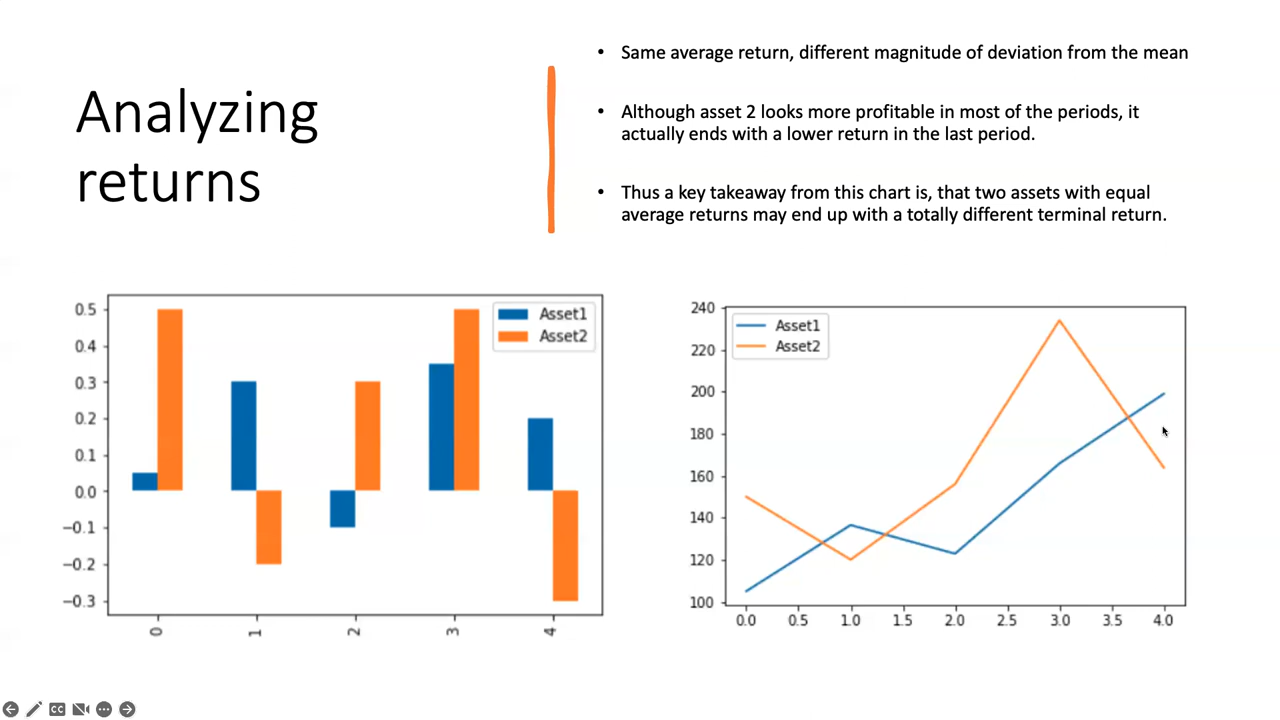 Analyzing
returns
• Same average return, different magnitude of deviation from the mean
• Although asset 2 looks more profitable in most of the periods, it
actually ends with a lower return in the last period.
• Thus a key takeaway from this chart is, that two assets with equal
average returns may end up with a totally different terminal return.
0.5
0.4
0.3
0.2
0.1
0.0
−0.1
−0.2
−0.3
Asset1
Asset2
0
1
2
3
4
240
220
200
180
160
140
120
100
Asset1
Asset2
0.0 0.5 1.0 1.5 2.0 2.5 3.0 3.5 4.0
CC